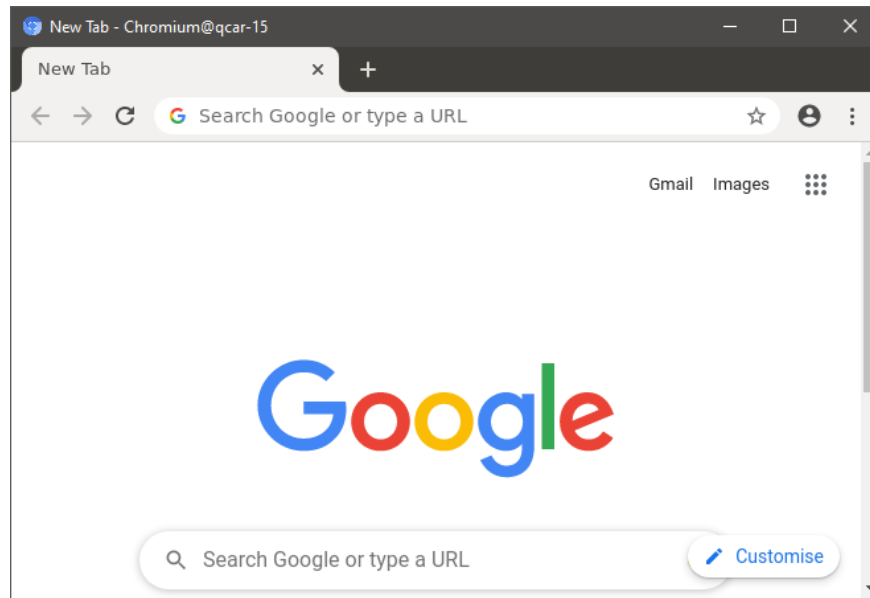 New Tab - Chromium@qcar-15
New Tab
Search Google or type a URL
Gmail Images
Google
Search Google or type a URL
Customise